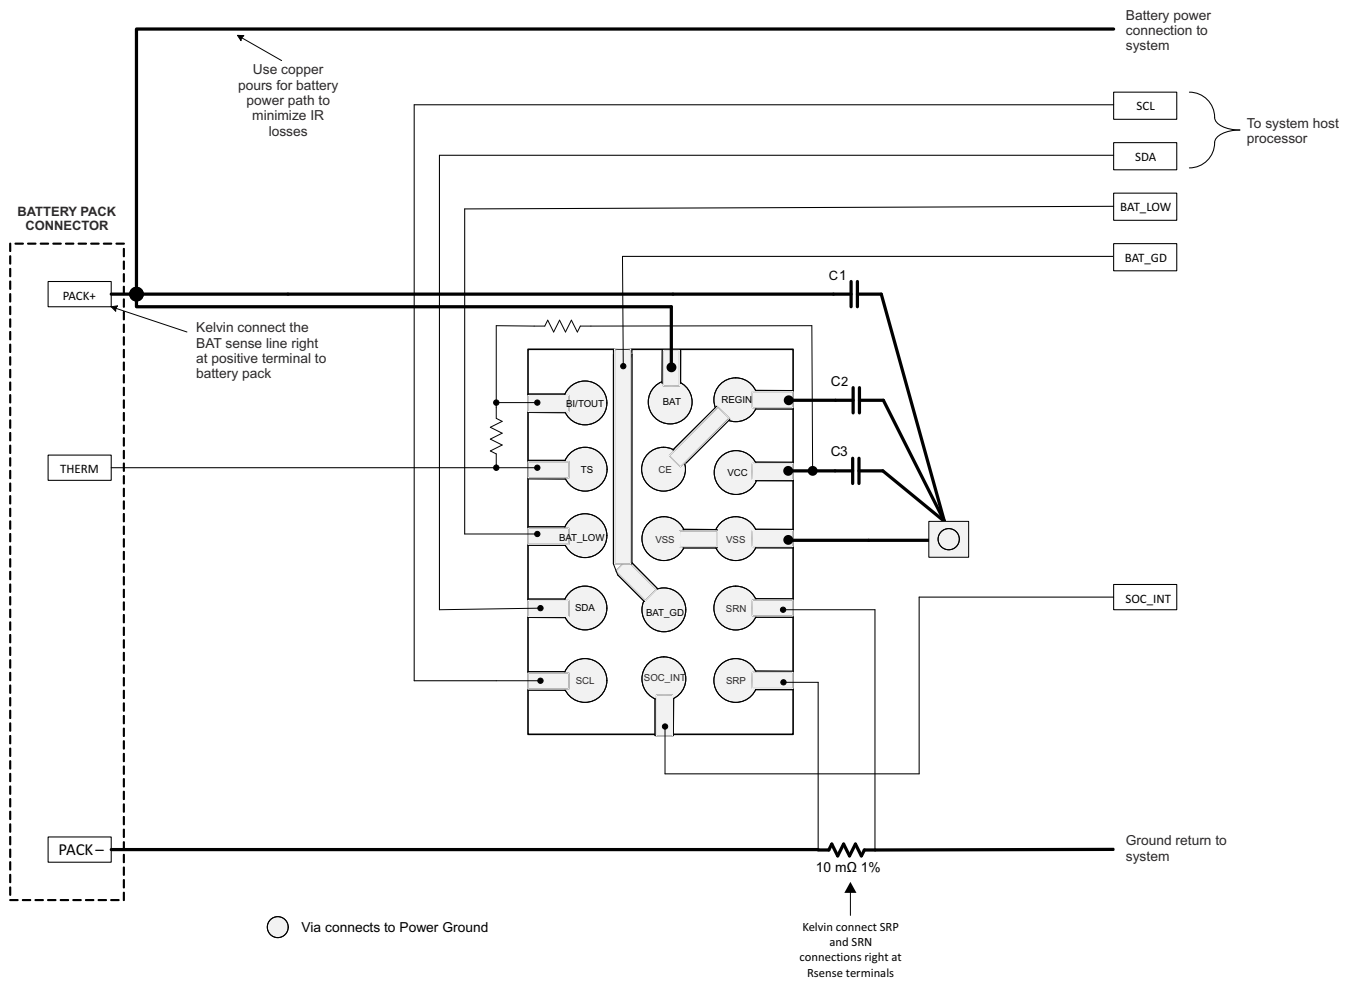 Battery power
connection to
system
Use copper
pours for battery
power path to
minimize IR
losses
SCL
To system host
processor
SDA
BAT_LOW
BAT_GD
BATTERY PACK
CONNECTOR
PACK+
C1
Kelvin connect the
BAT sense line right
at positive terminal to
battery pack
C2
BI/TOUT
BAT
REGIN
C3
THERM
TS
CE
VCC
BAT_LOW
VSS
VSS
SDA
BAT_GD
SRN
SOC_INT
SCL
SOC_INT
SRP
PACK–
Ground return to
system
10 mΩ 1%
Via connects to Power Ground
Kelvin connect SRP
and SRN
connections right at
Rsense terminals